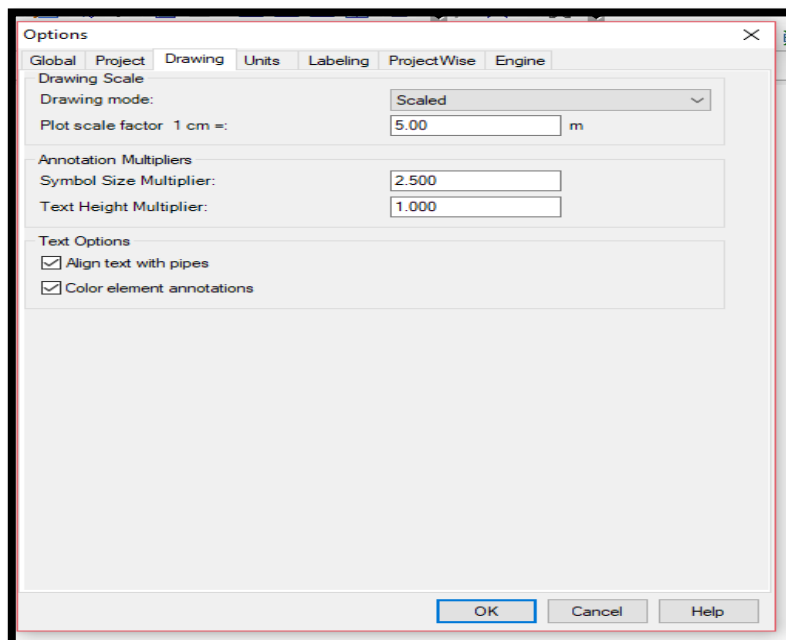 Options
Global Project Drawing Units Labeling ProjectWise Engine
Drawing Scale
Drawing mode: Scaled
Plot scale factor 1 cm =: 5.00 m
Annotation Multipliers
Symbol Size Multiplier: 2.500
Text Height Multiplier: 1.000
Text Options
Align text with pipes
Color element annotations
OK Cancel Help